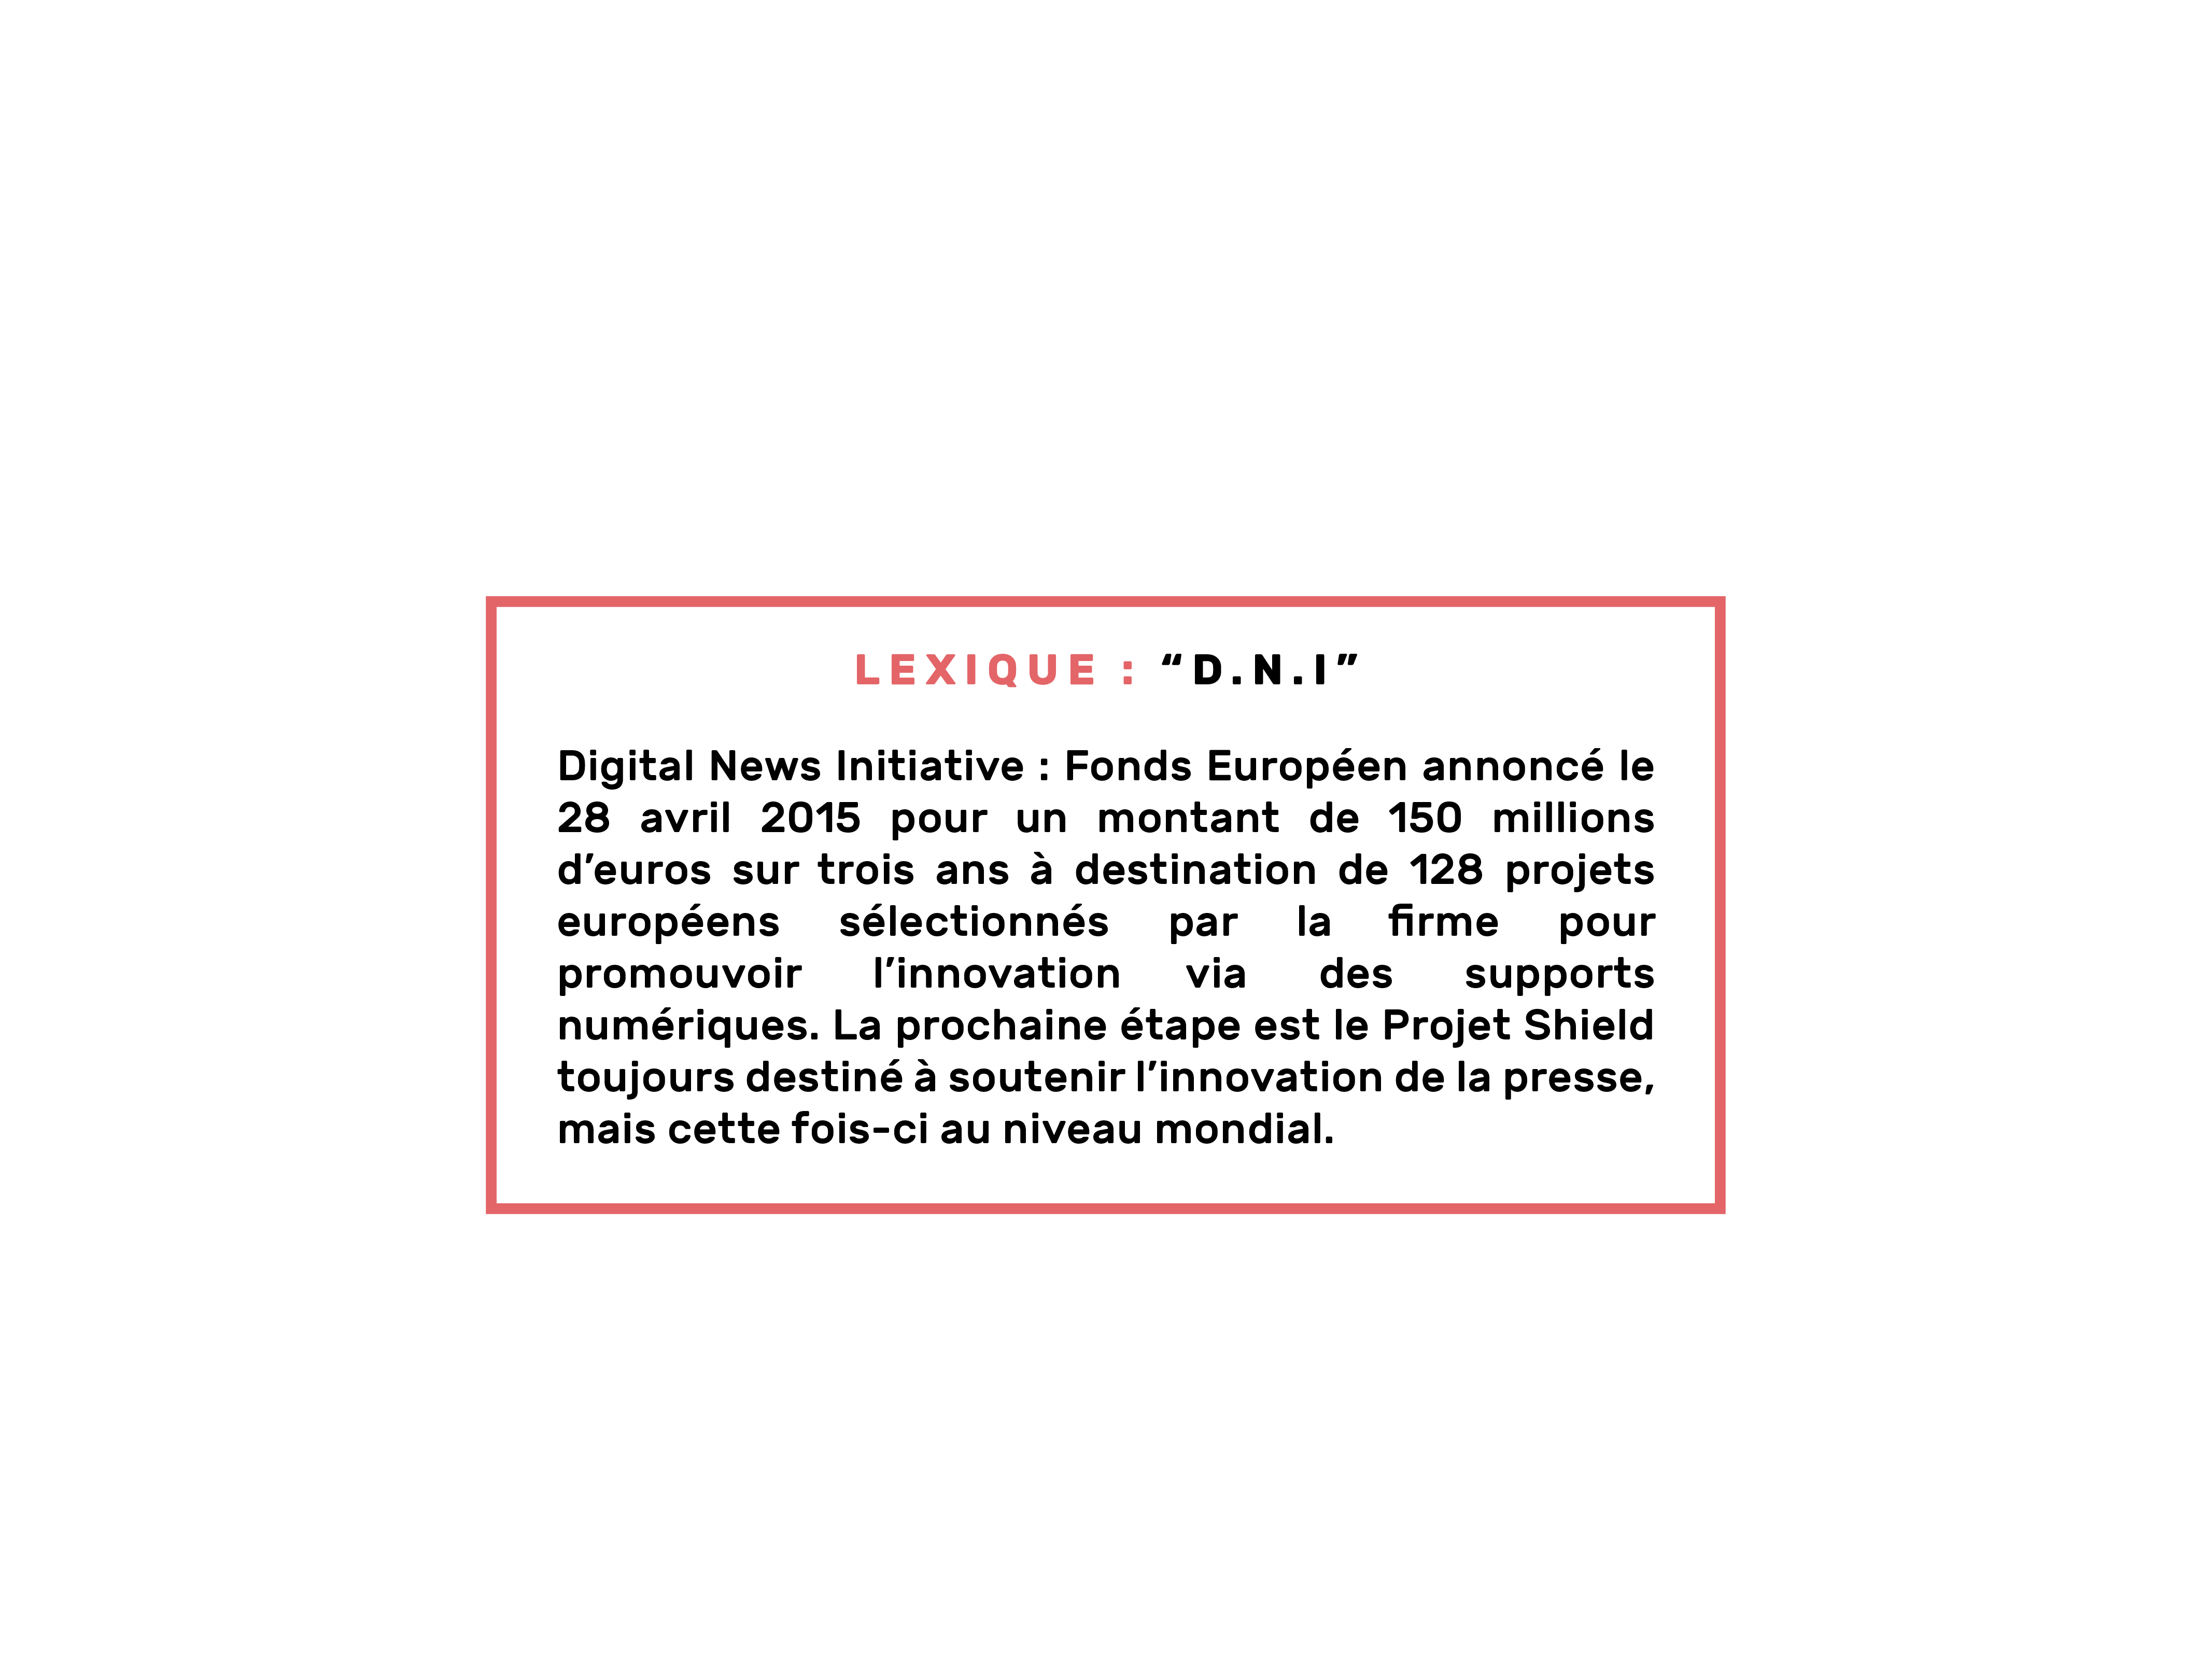 LEXIQUE : “D.N.I”
Digital News Initiative : Fonds Européen annoncé le
28 avril 2015 pour un montant de 150 millions
d’euros sur trois ans à destination de 128 projets
européens sélectionnés par la firme pour
promouvoir l’innovation via des supports
numériques. La prochaine étape est le Projet Shield
toujours destiné à soutenir l’innovation de la presse,
mais cette fois-ci au niveau mondial.